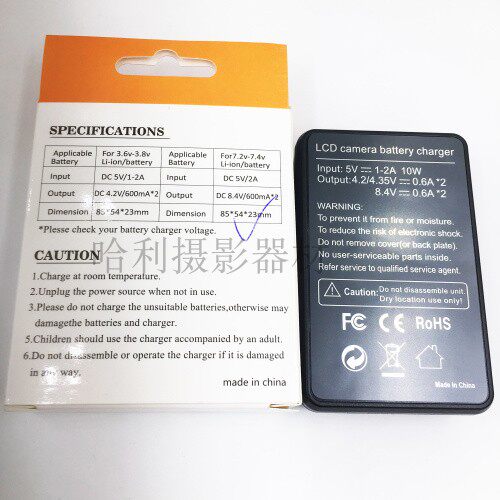 SPECIFICATIONS
Applicable Battery For 3.6v-3.8v Li-ion/battery Applicable Battery For7.2v-7.4v Li-ion/battery
Input DC 5V/1-2A Input DC 5V/2A
Output DC 4.2V/600mA*2 Output DC 8.4V/600mA*2
Dimension 85*54*23mm Dimension 85*54*23mm
*Please check your battery charger voltage.
哈利摄影器材
CAUTION
1.Charge at room temperature.
2.Unplug the power source when not in use.
3.Please do not charge the unsuitable batteries,otherwise may
damagethe batteries and charger.
5.Children should use the charger accompanied by an adult.
6.Do not disassemble or operate the charger if it is damaged
in any way.
made in china
LCD camera battery charger
Input: 5V 1-2A 10W
Output:4.2/4.35V 0.6A*2
8.4V 0.6A*2
WARNING:
To prevent it from fire or moisture.
To reduce the risk of electronic shock.
Do not remove cover(or back plate).
No user-serviceable parts inside.
Refer service to qualified service agent.
Caution: Do not disassemble unit.
Dry location use only!
FC CE RoHS
Made in China